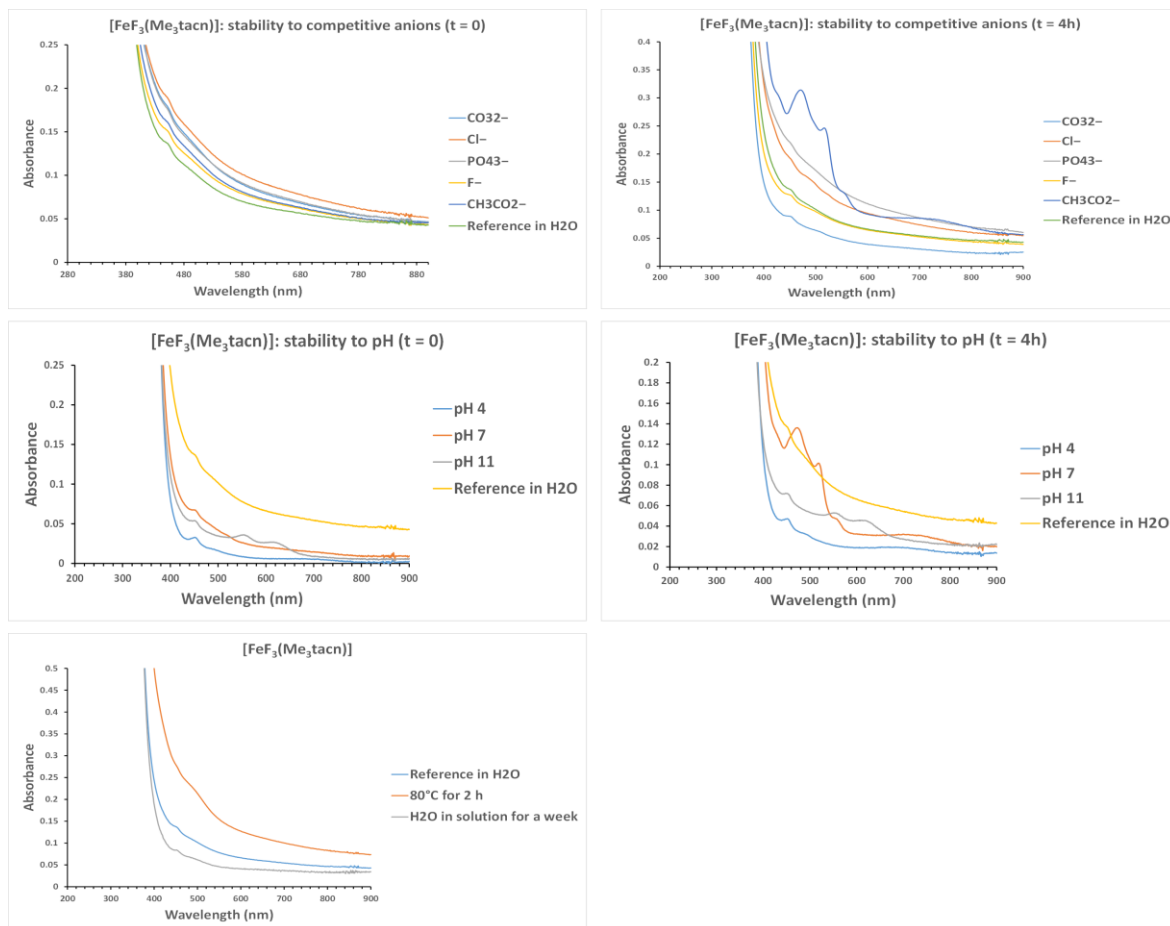 [FeF₃(Me₃tacn)]: stability to competitive anions (t = 0)
0.25
0.2
0.15
0.1
0.05
0
Absorbance
280 380 480 580 680 780 880
Wavelength (nm)
CO32–
Cl–
PO43–
F–
CH3CO2–
Reference in H2O
[FeF₃(Me₃tacn)]: stability to competitive anions (t = 4h)
0.4
0.35
0.3
0.25
0.2
0.15
0.1
0.05
0
Absorbance
200 300 400 500 600 700 800 900
Wavelength (nm)
CO32–
Cl–
PO43–
F–
CH3CO2–
Reference in H2O
[FeF₃(Me₃tacn)]: stability to pH (t = 0)
0.25
0.2
0.15
0.1
0.05
0
Absorbance
200 300 400 500 600 700 800 900
Wavelength (nm)
pH 4
pH 7
pH 11
Reference in H2O
[FeF₃(Me₃tacn)]: stability to pH (t = 4h)
0.2
0.18
0.16
0.14
0.12
0.1
0.08
0.06
0.04
0.02
0
Absorbance
200 300 400 500 600 700 800 900
Wavelength (nm)
pH 4
pH 7
pH 11
Reference in H2O
[FeF₃(Me₃tacn)]
0.5
0.45
0.4
0.35
0.3
0.25
0.2
0.15
0.1
0.05
0
Absorbance
200 300 400 500 600 700 800 900
Wavelength (nm)
Reference in H2O
80°C for 2 h
H2O in solution for a week